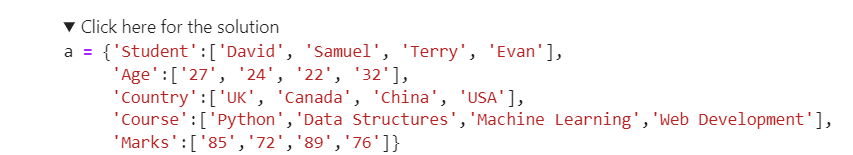 ▼ Click here for the solution
a = {'Student':['David', 'Samuel', 'Terry', 'Evan'],
     'Age':['27', '24', '22', '32'],
     'Country':['UK', 'Canada', 'China', 'USA'],
     'Course':['Python','Data Structures','Machine Learning','Web Development'],
     'Marks':['85','72','89','76']}